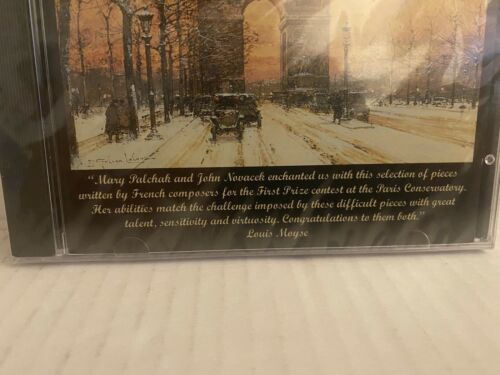 "Mary Palchak and John Novacek enchanted us with this selection of pieces
written by French composers for the First Prize contest at the Paris Conservatory.
Her abilities match the challenge imposed by these difficult pieces with great
talent, sensitivity and virtuosity. Congratulations to them both."
Louis Moyse